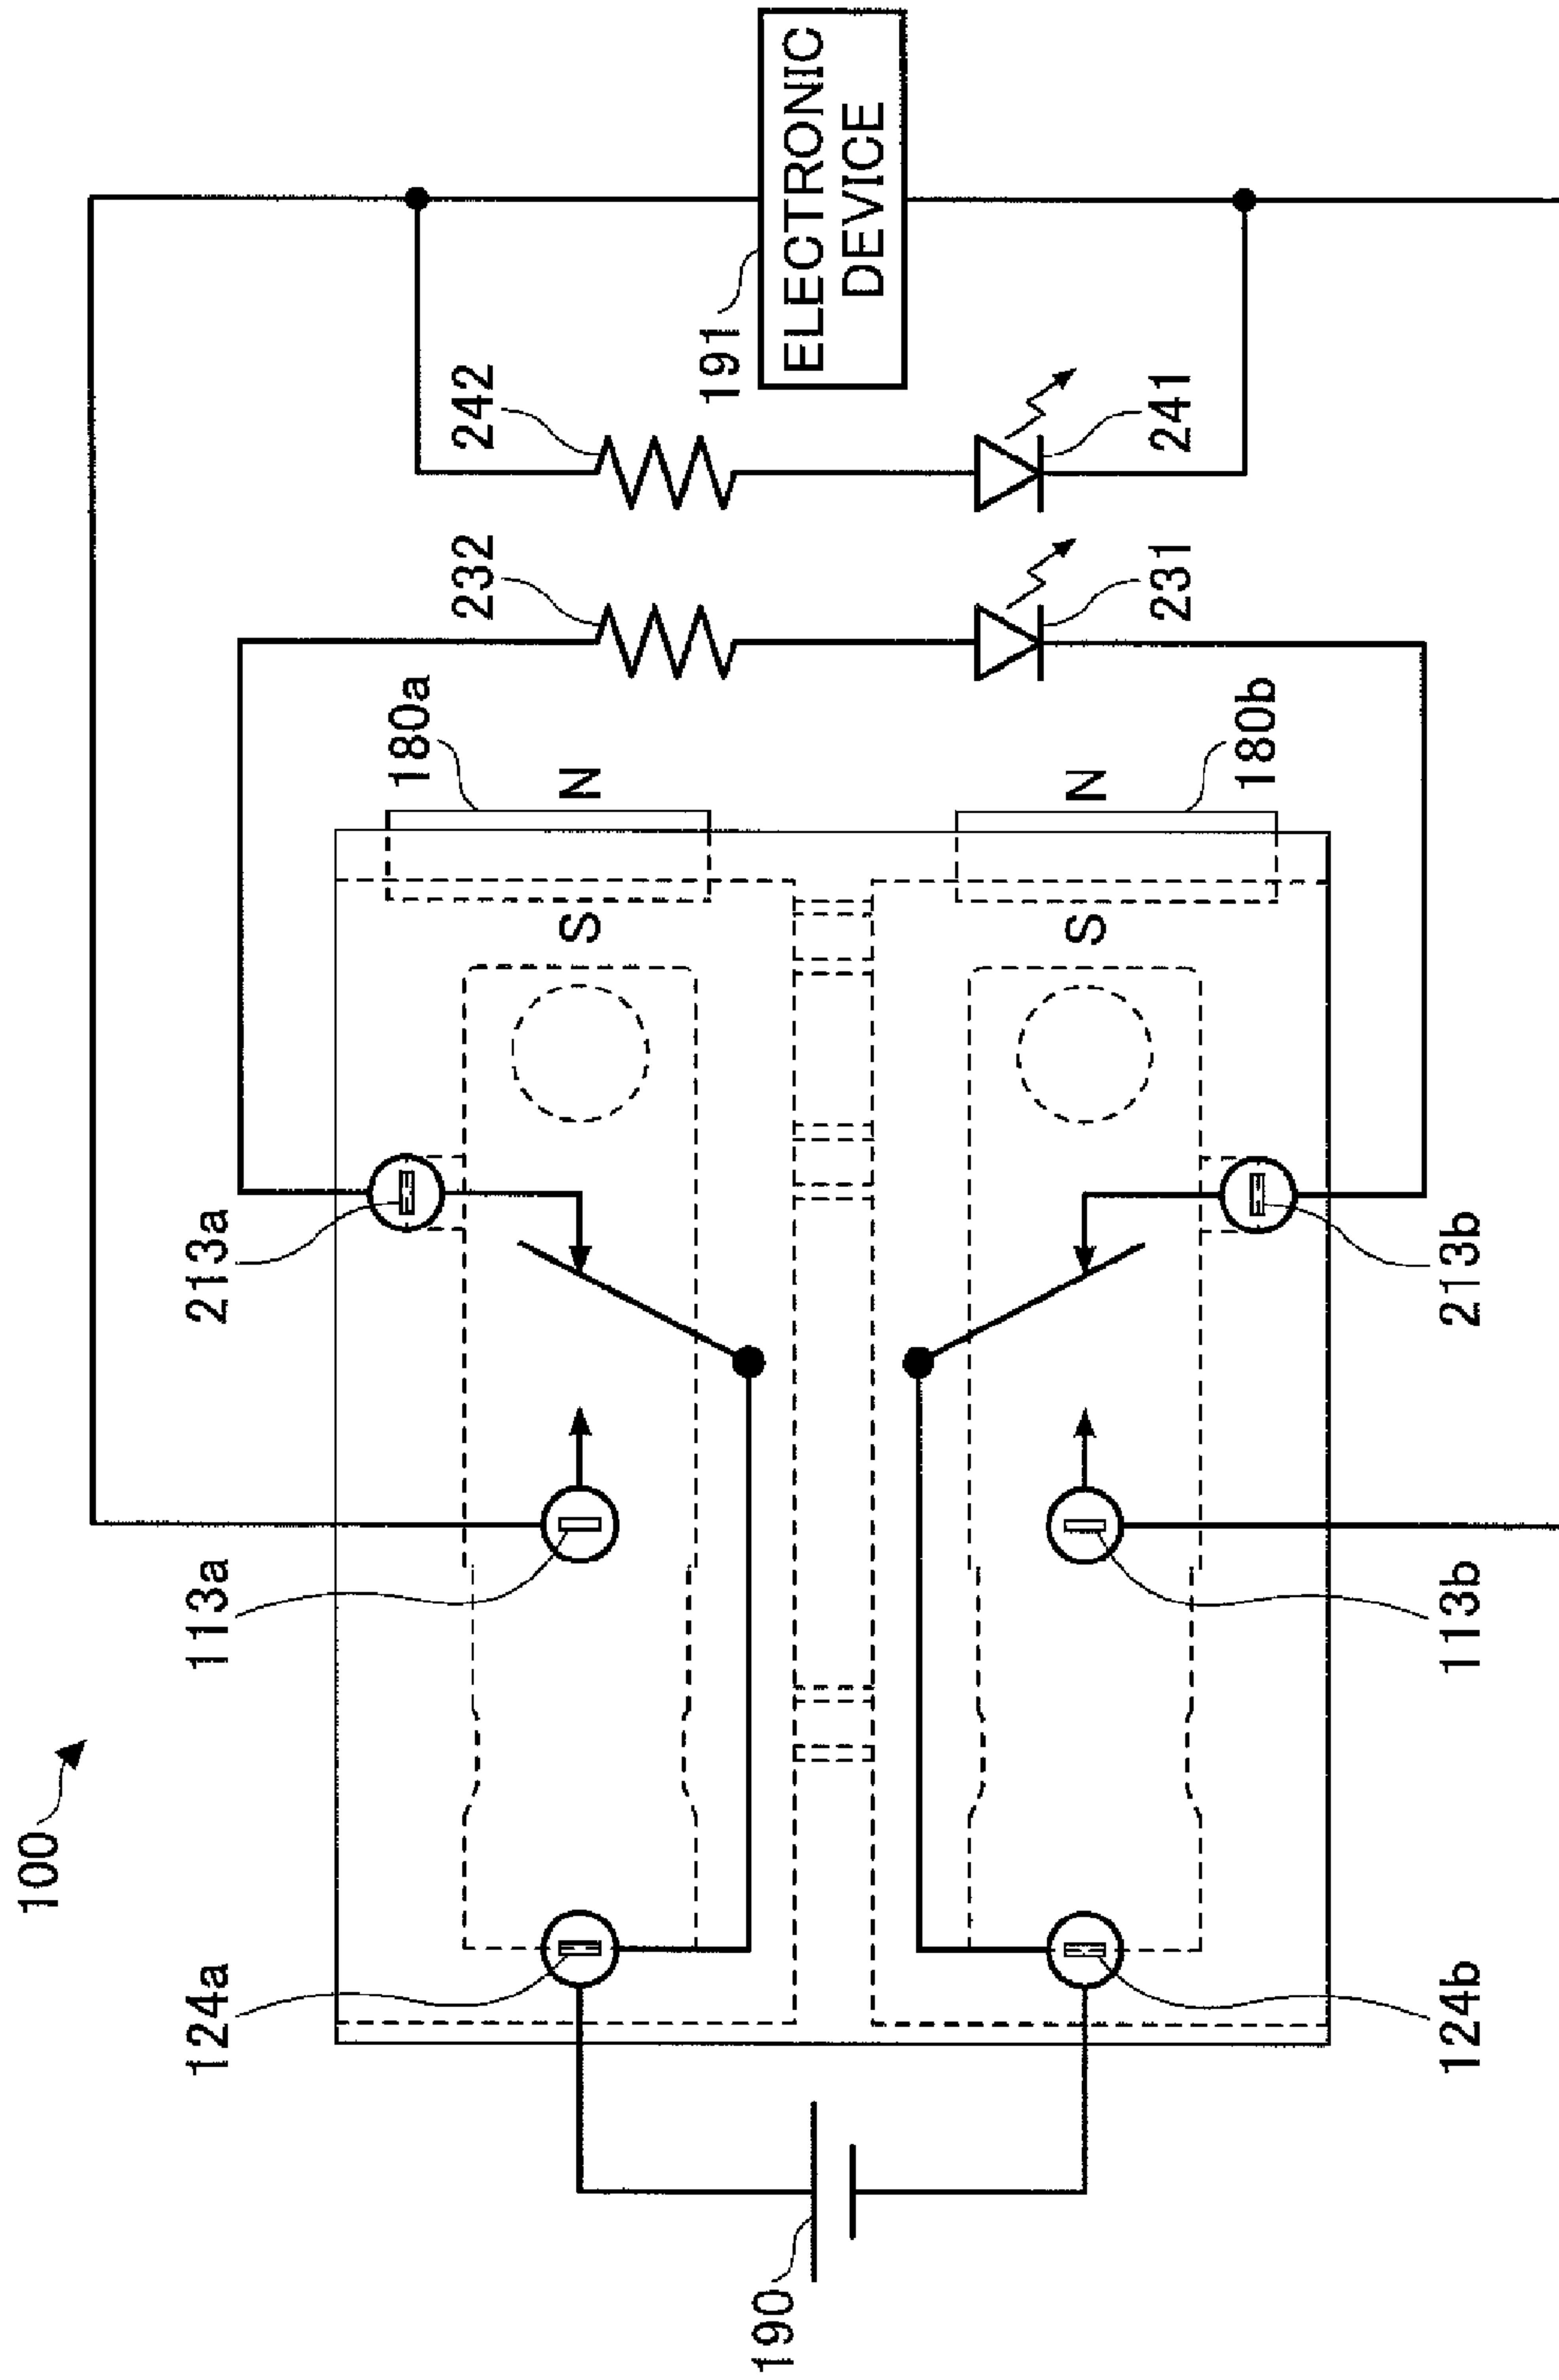 100
124a
113a
213a
180a
232
242
N
S
190
191
ELECTRONIC
DEVICE
S
N
124b
113b
213b
180b
231
241